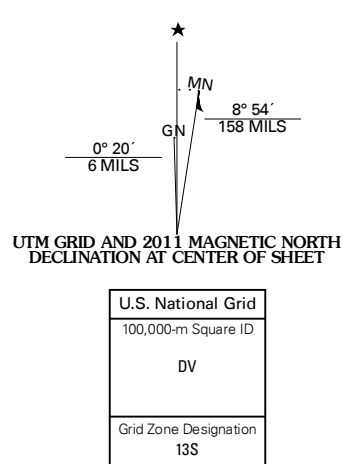 MN
GN
8° 54´
158 MILS
0° 20´
6 MILS
UTM GRID AND 2011 MAGNETIC NORTH
DECLINATION AT CENTER OF SHEET
U.S. National Grid
100,000-m Square ID
DV
Grid Zone Designation
13S